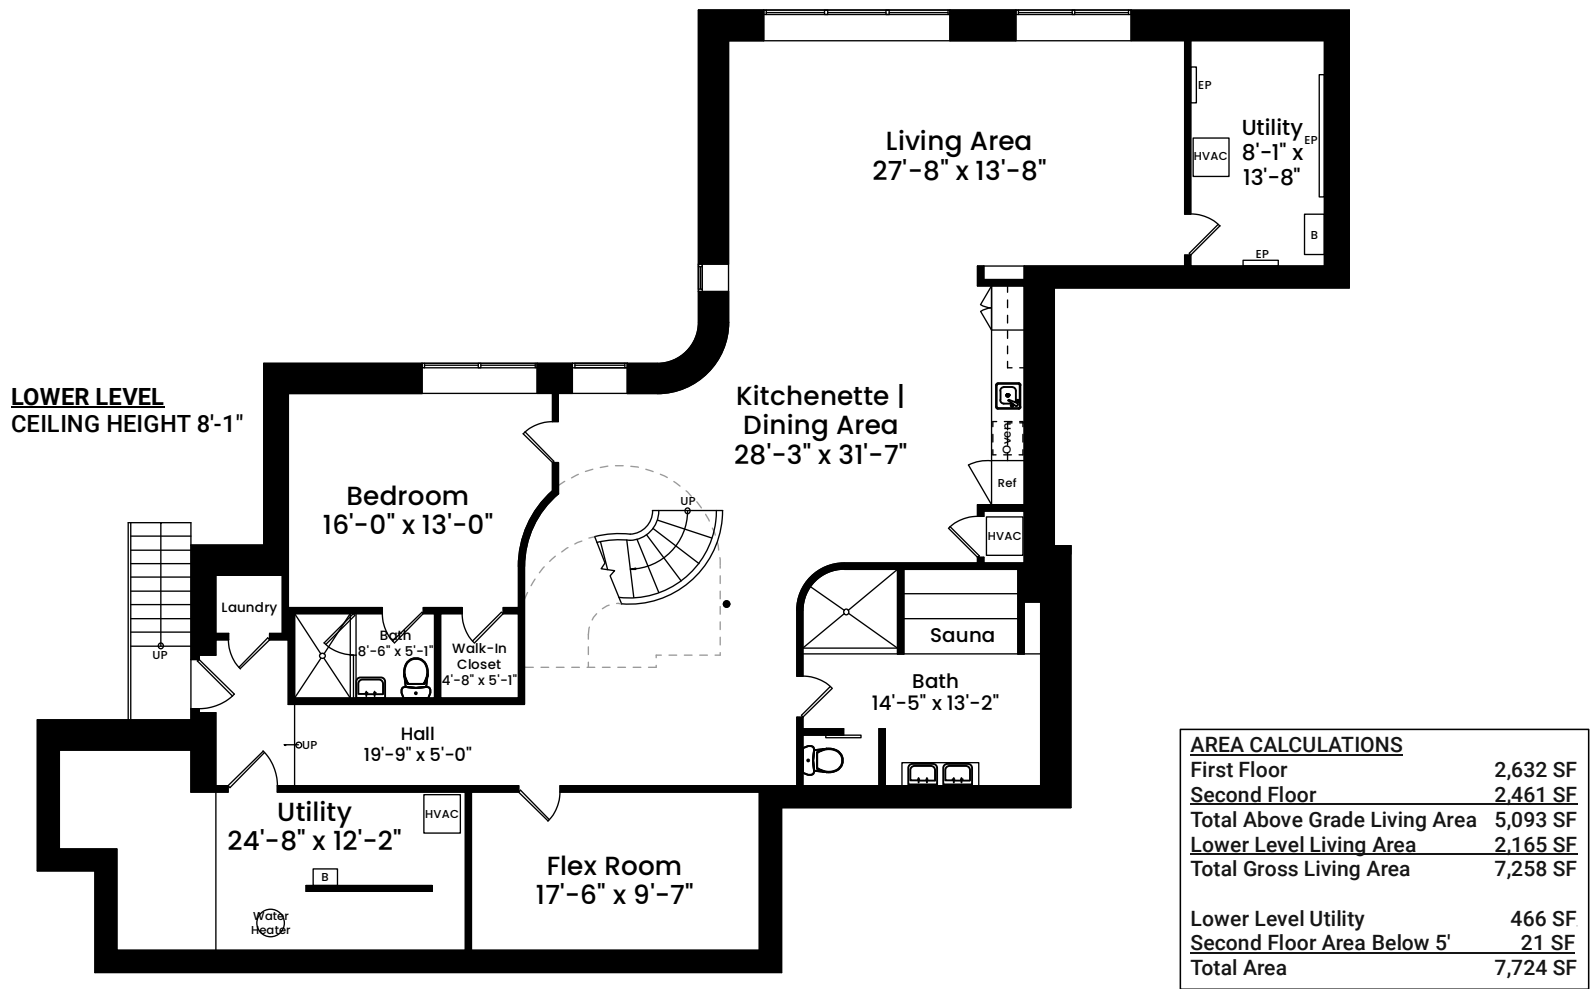 Living Area
27'-8" x 13'-8"
EP
HVAC
Utility
8'-1" x
13'-8"
EP
B
EP
LOWER LEVEL
CEILING HEIGHT 8'-1"
Kitchenette |
Dining Area
28'-3" x 31'-7"
Oven
Ref
HVAC
Bedroom
16'-0" x 13'-0"
UP
Laundry
UP
Bath
8'-6" x 5'-1"
Walk-In
Closet
4'-8" x 5'-1"
Sauna
Bath
14'-5" x 13'-2"
Hall
19'-9" x 5'-0"
UP
Utility
24'-8" x 12'-2"
HVAC
B
Water
Heater
Flex Room
17'-6" x 9'-7"
AREA CALCULATIONS
First Floor 2,632 SF
Second Floor 2,461 SF
Total Above Grade Living Area 5,093 SF
Lower Level Living Area 2,165 SF
Total Gross Living Area 7,258 SF
Lower Level Utility 466 SF
Second Floor Area Below 5' 21 SF
Total Area 7,724 SF